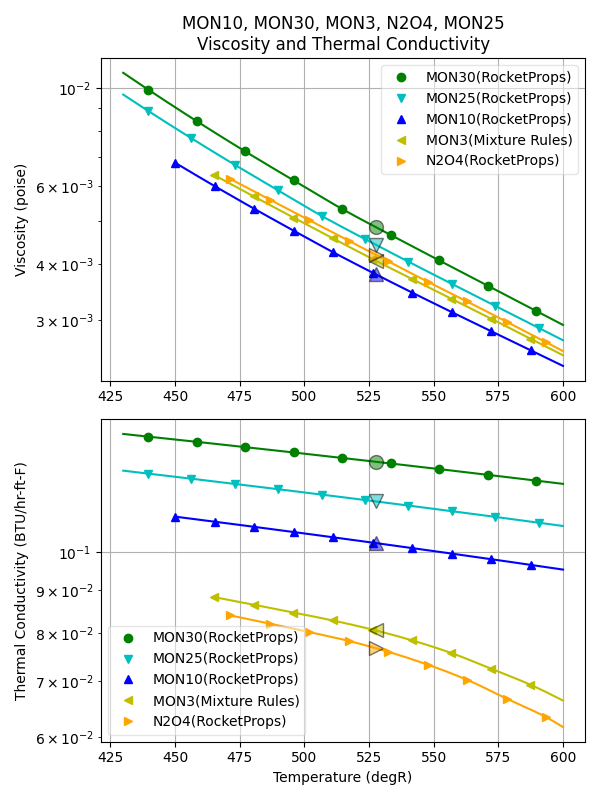 MON10, MON30, MON3, N2O4, MON25
Viscosity and Thermal Conductivity
Viscosity (poise)
10⁻²
6 × 10⁻³
4 × 10⁻³
3 × 10⁻³
MON30(RocketProps)
MON25(RocketProps)
MON10(RocketProps)
MON3(Mixture Rules)
N2O4(RocketProps)
425 450 475 500 525 550 575 600
Thermal Conductivity (BTU/hr-ft-F)
10⁻¹
9 × 10⁻²
8 × 10⁻²
7 × 10⁻²
6 × 10⁻²
MON30(RocketProps)
MON25(RocketProps)
MON10(RocketProps)
MON3(Mixture Rules)
N2O4(RocketProps)
425 450 475 500 525 550 575 600
Temperature (degR)